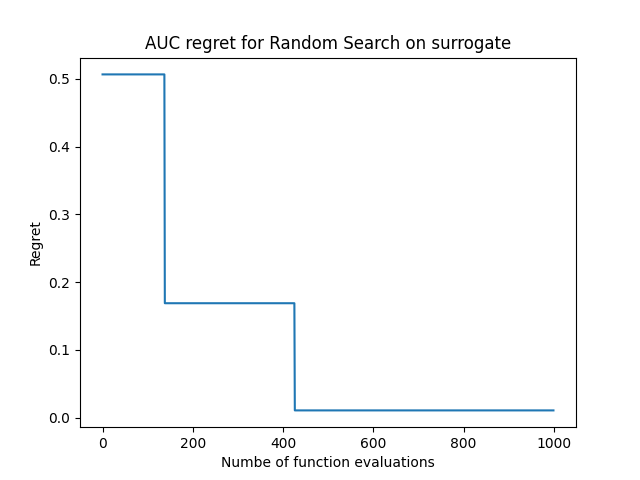 AUC regret for Random Search on surrogate
0.5
0.4
0.3
0.2
0.1
0.0
Regret
0 200 400 600 800 1000
Numbe of function evaluations